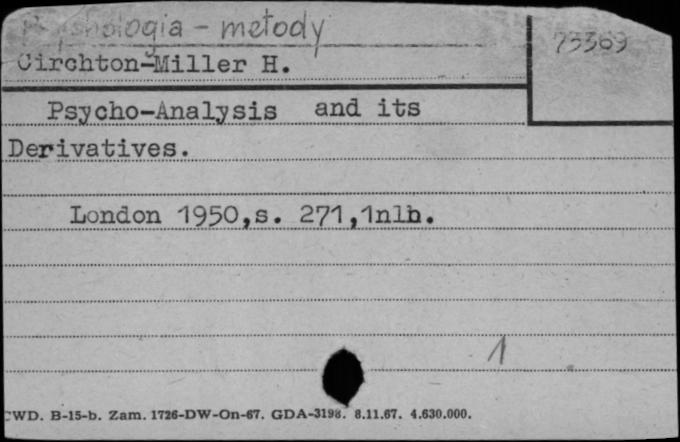 Psychologia - metody
73369
Circhton-Miller H.
Psycho-Analysis and its
Derivatives.
London 1950,s. 271,1nlb.
1
CWD. B-15-b. Zam. 1726-DW-On-67. GDA-3198. 8.11.67. 4.630.000.